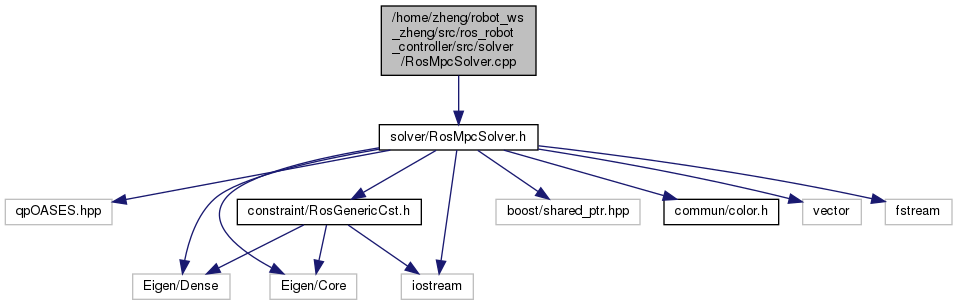 /home/zheng/robot_ws
_zheng/src/ros_robot
_controller/src/solver
/RosMpcSolver.cpp
solver/RosMpcSolver.h
qpOASES.hpp
constraint/RosGenericCst.h
boost/shared_ptr.hpp
commun/color.h
vector
fstream
Eigen/Dense
Eigen/Core
iostream